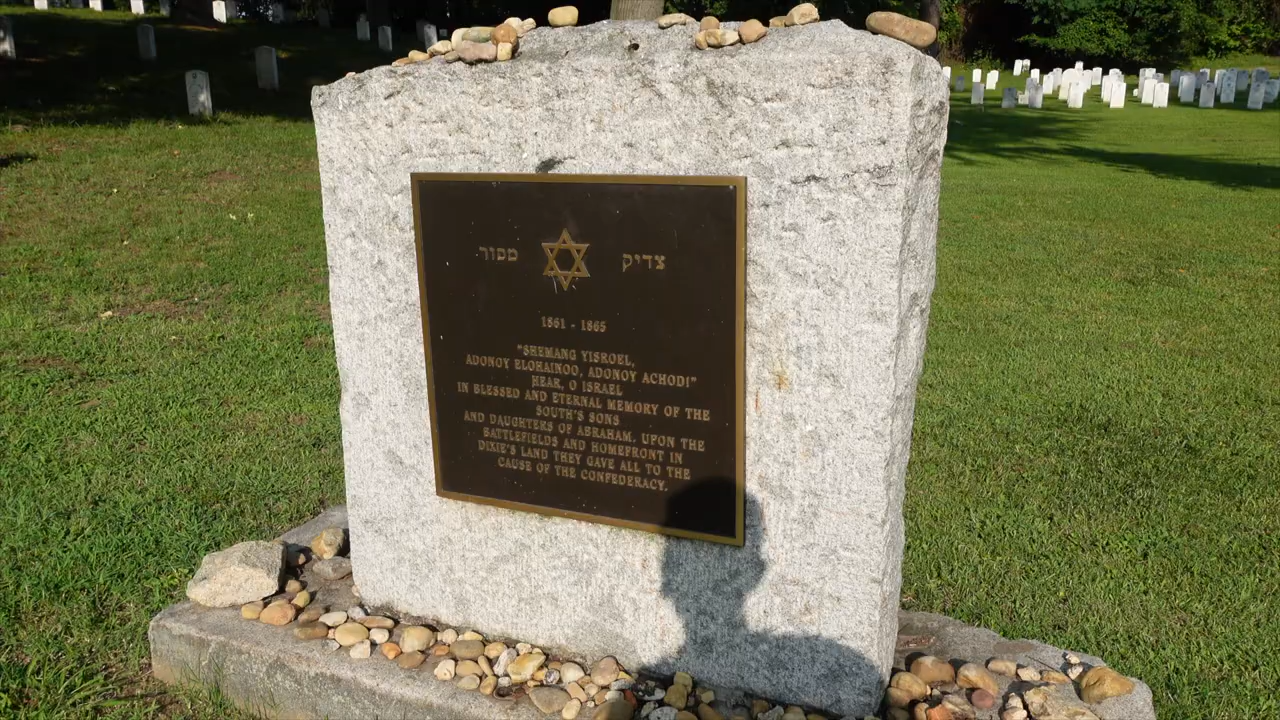 צדיק מסור
1861 - 1865
"SHEMANG YISROEL,
ADONOY ELOHAINOO, ADONOY ACHOD!"
HEAR, O ISRAEL
IN BLESSED AND ETERNAL MEMORY OF THE
SOUTH'S SONS
AND DAUGHTERS OF ABRAHAM. UPON THE
BATTLEFIELDS AND HOMEFRONT IN
DIXIE'S LAND THEY GAVE ALL TO THE
CAUSE OF THE CONFEDERACY.